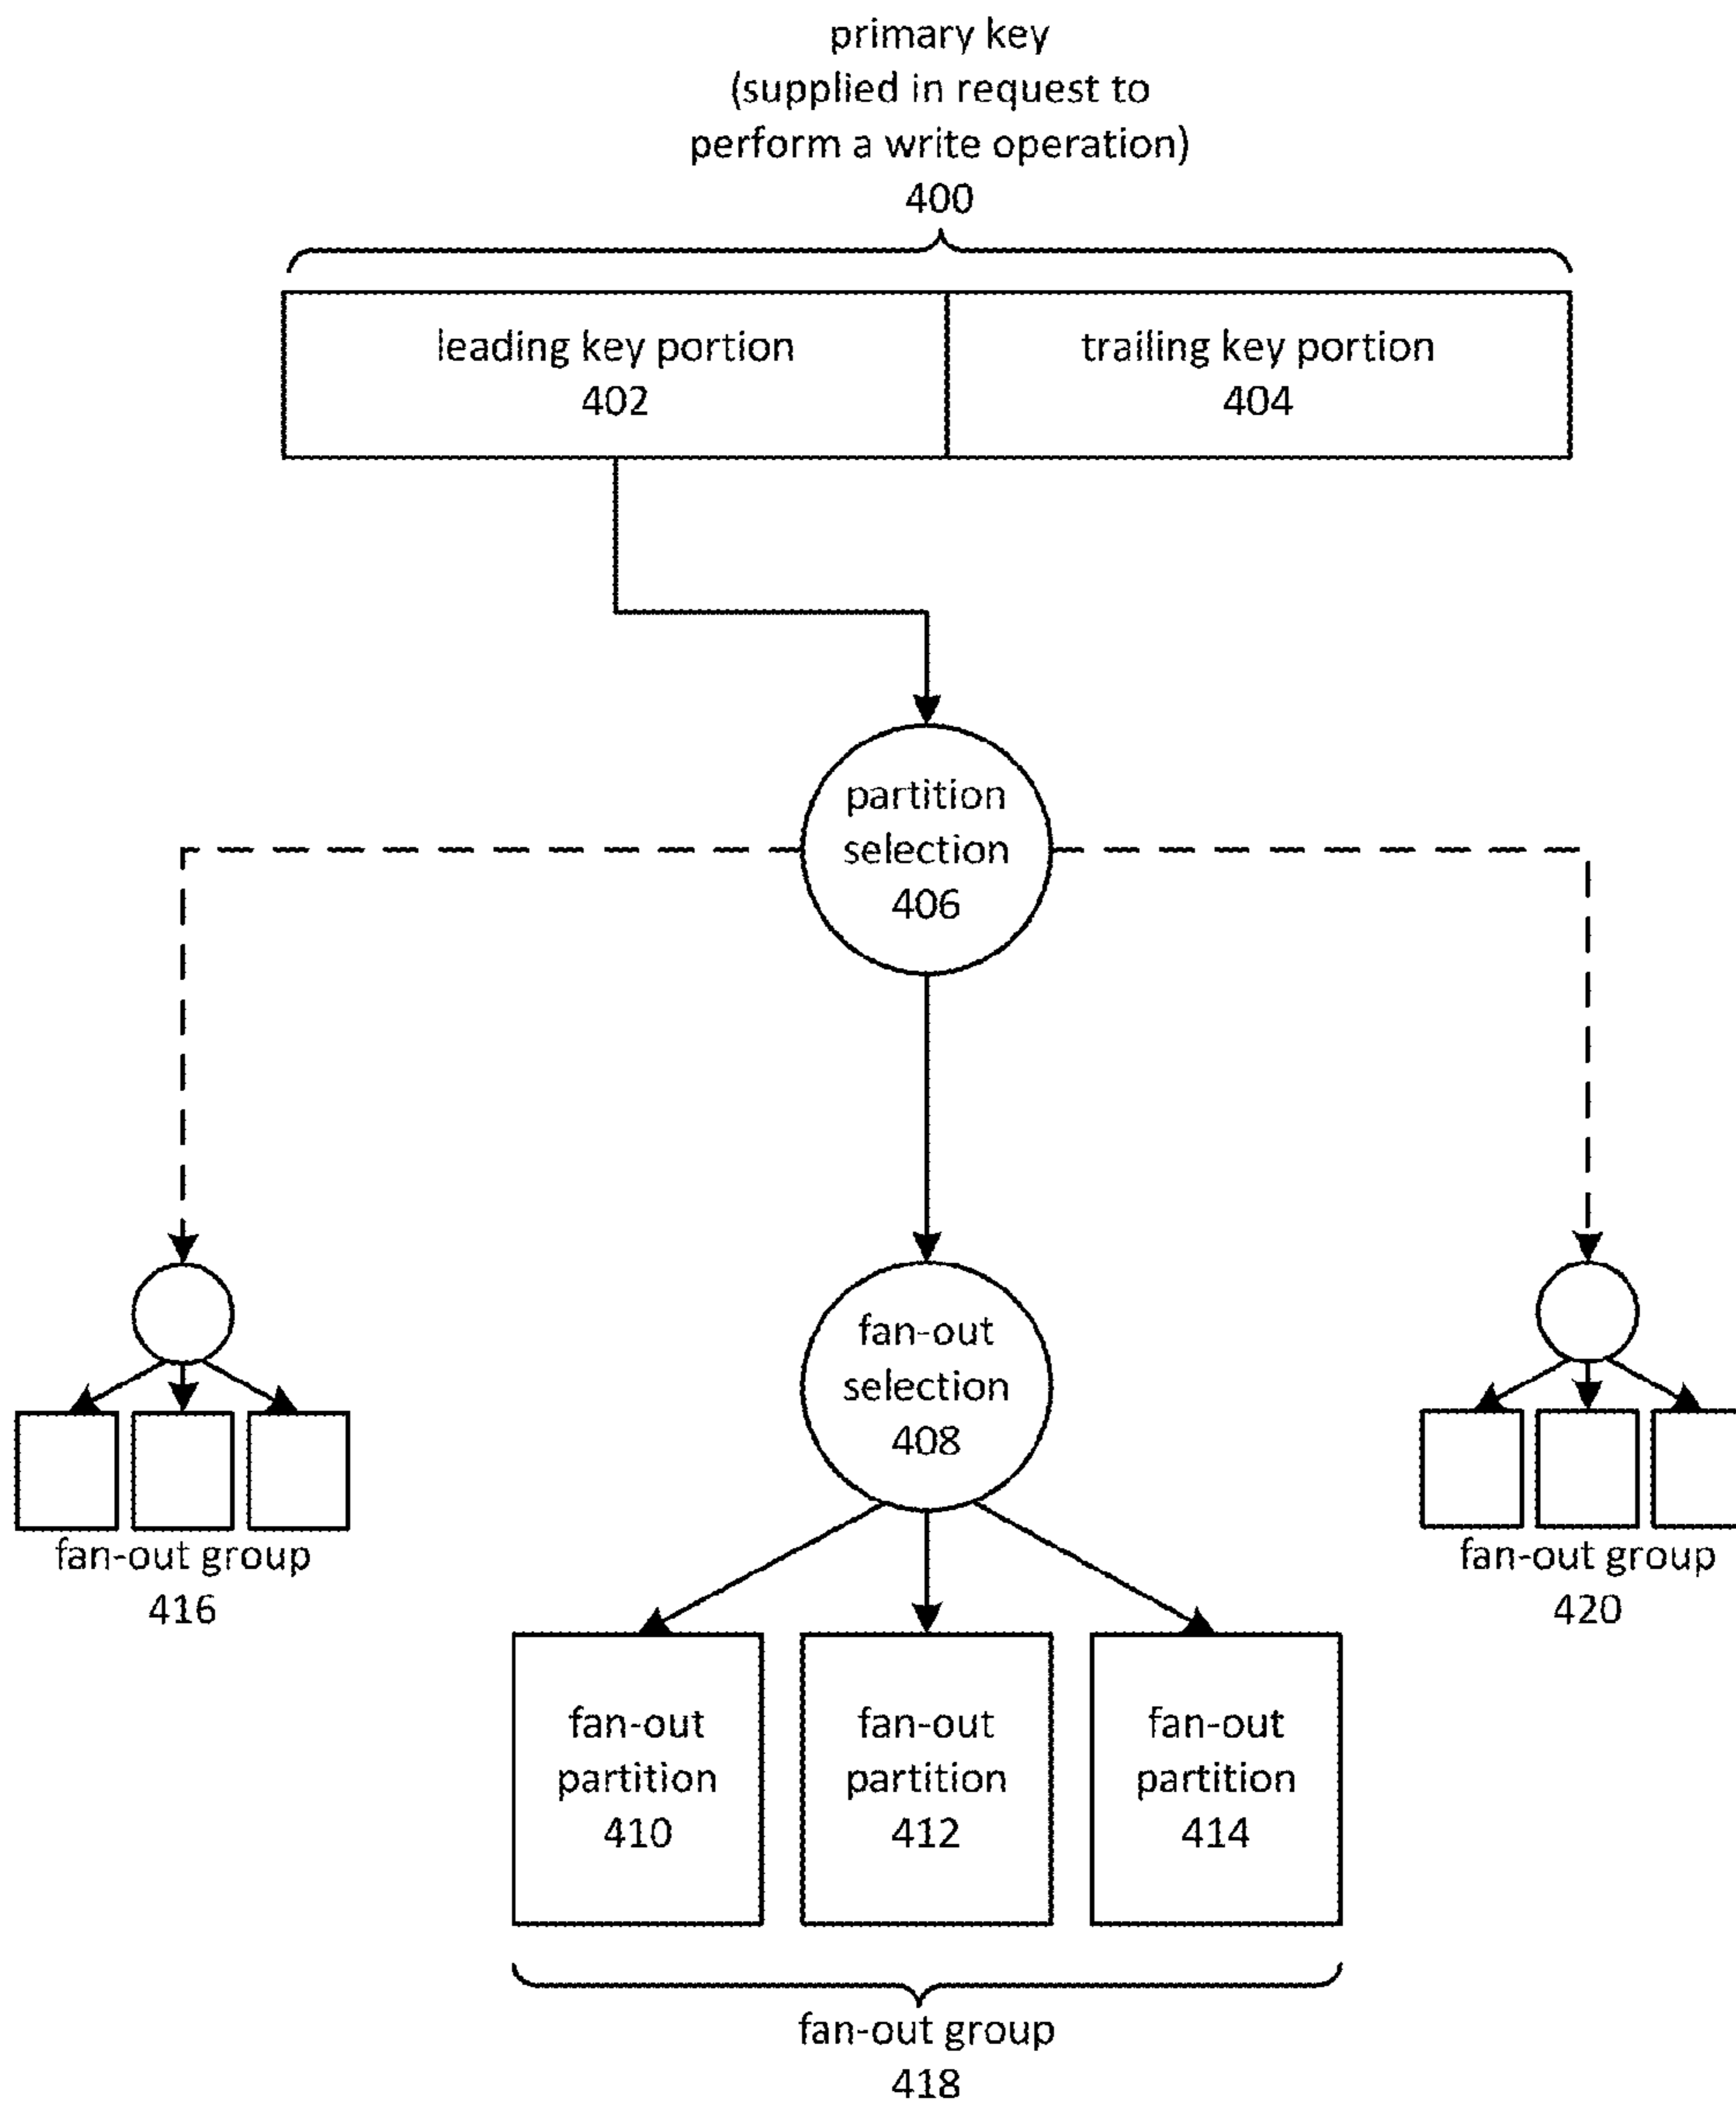 primary key
(supplied in request to
perform a write operation)
400
leading key portion
402
trailing key portion
404
partition
selection
406
fan-out
selection
408
fan-out group
416
fan-out group
420
fan-out
partition
410
fan-out
partition
412
fan-out
partition
414
fan-out group
418